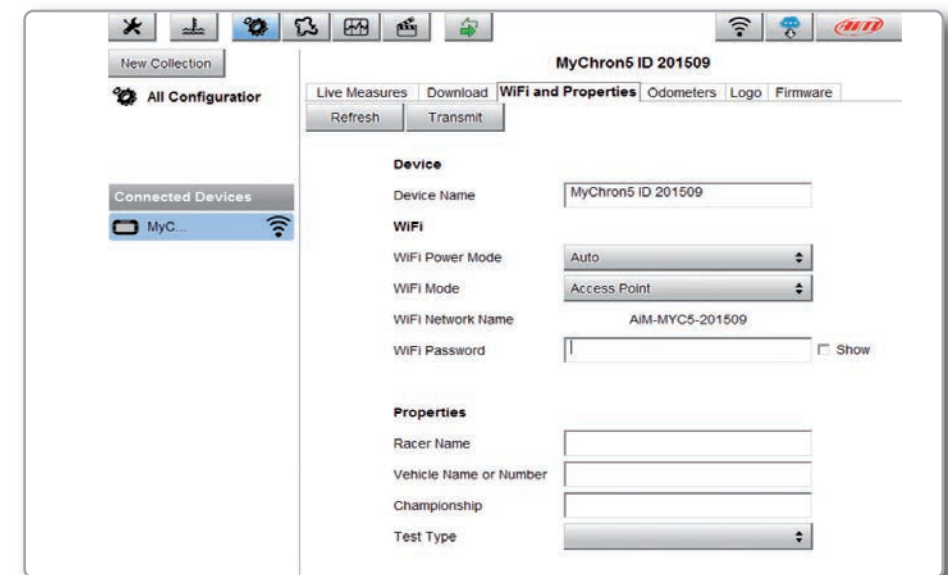 AiM
New Collection
MyChron5 ID 201509
All Configuratior
Live Measures Download WiFi and Properties Odometers Logo Firmware
Refresh Transmit
Connected Devices
MyC...
Device
Device Name MyChron5 ID 201509
WiFi
WiFi Power Mode Auto
WiFi Mode Access Point
WiFi Network Name AiM-MYC5-201509
WiFi Password Show
Properties
Racer Name
Vehicle Name or Number
Championship
Test Type